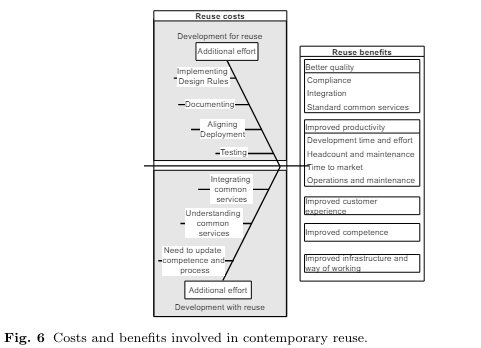 Reuse costs
Development for reuse
Additional effort
Implementing
Design Rules
Documenting
Aligning
Deployment
Testing
Integrating
common
services
Understanding
common
services
Need to update
competence and
process
Additional effort
Development with reuse
Reuse benefits
Better quality
Compliance
Integration
Standard common services
Improved productivity
Development time and effort
Headcount and maintenance
Time to market
Operations and maintenance
Improved customer
experience
Improved competence
Improved infrastructure and
way of working
Fig. 6 Costs and benefits involved in contemporary reuse.